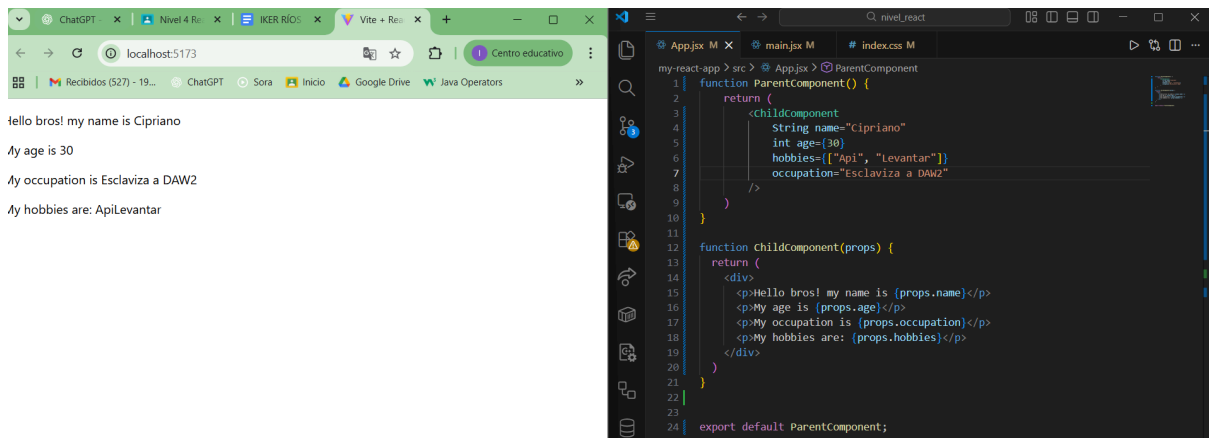 ChatGPT -
Nivel 4 Re
IKER RÍOS
Vite + Rea
localhost:5173
Centro educativo
Recibidos (527) - 19...
ChatGPT
Sora
Inicio
Google Drive
Java Operators
»
Hello bros! my name is Cipriano
My age is 30
My occupation is Esclaviza a DAW2
My hobbies are: ApiLevantar
nivel_react
App.jsx M
main.jsx M
# index.css M
my-react-app > src > App.jsx > ParentComponent
1 function ParentComponent() {
2 return (
3 <ChildComponent
4 String name="Cipriano"
5 int age={30}
6 hobbies={["Api", "Levantar"]}
7 occupation="Esclaviza a DAW2"
8 />
9 )
10 }
11
12 function ChildComponent(props) {
13 return (
14 <div>
15 <p>Hello bros! my name is {props.name}</p>
16 <p>My age is {props.age}</p>
17 <p>My occupation is {props.occupation}</p>
18 <p>My hobbies are: {props.hobbies}</p>
19 </div>
20 )
21 }
22
23
24 export default ParentComponent;
3